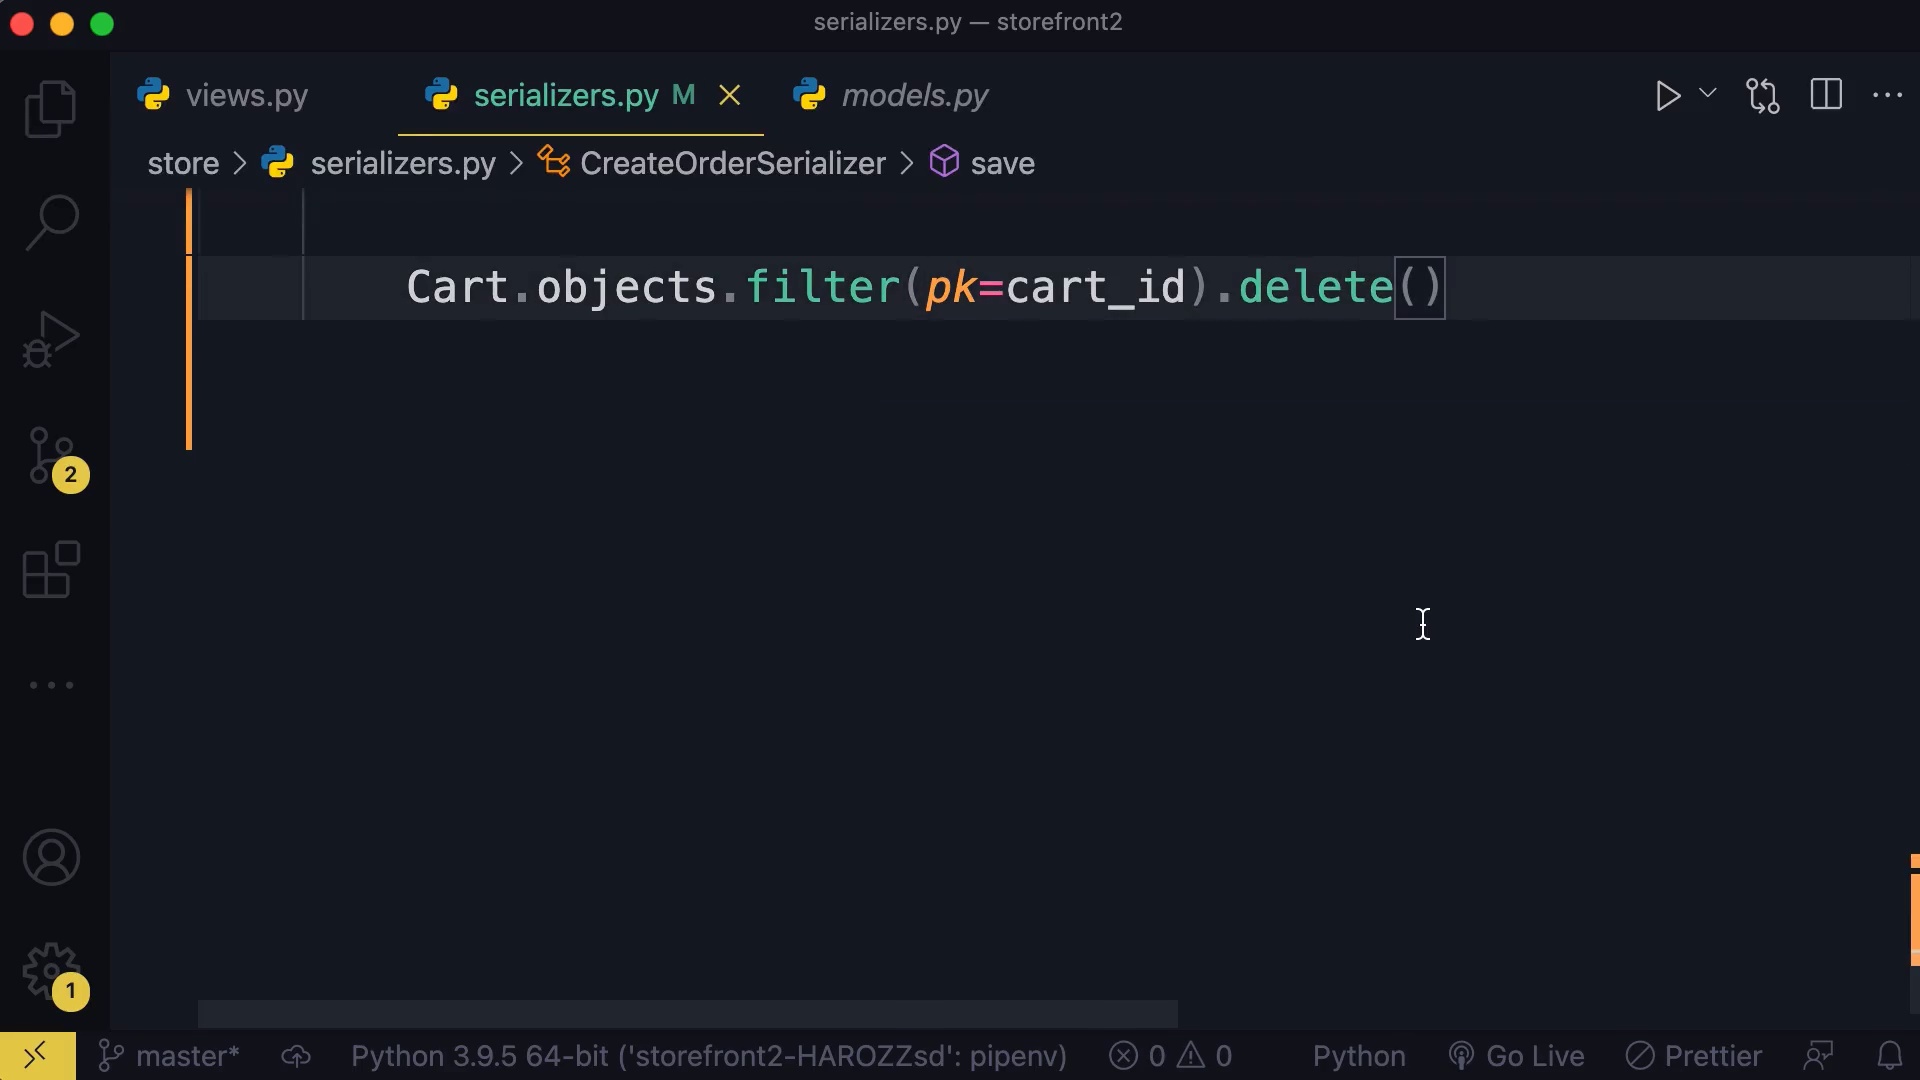 serializers.py — storefront2
views.py serializers.py M models.py
store > serializers.py > CreateOrderSerializer > save
Cart.objects.filter(pk=cart_id).delete()
2
1
master* Python 3.9.5 64-bit ('storefront2-HAROZZsd': pipenv) 0 0 Python Go Live Prettier